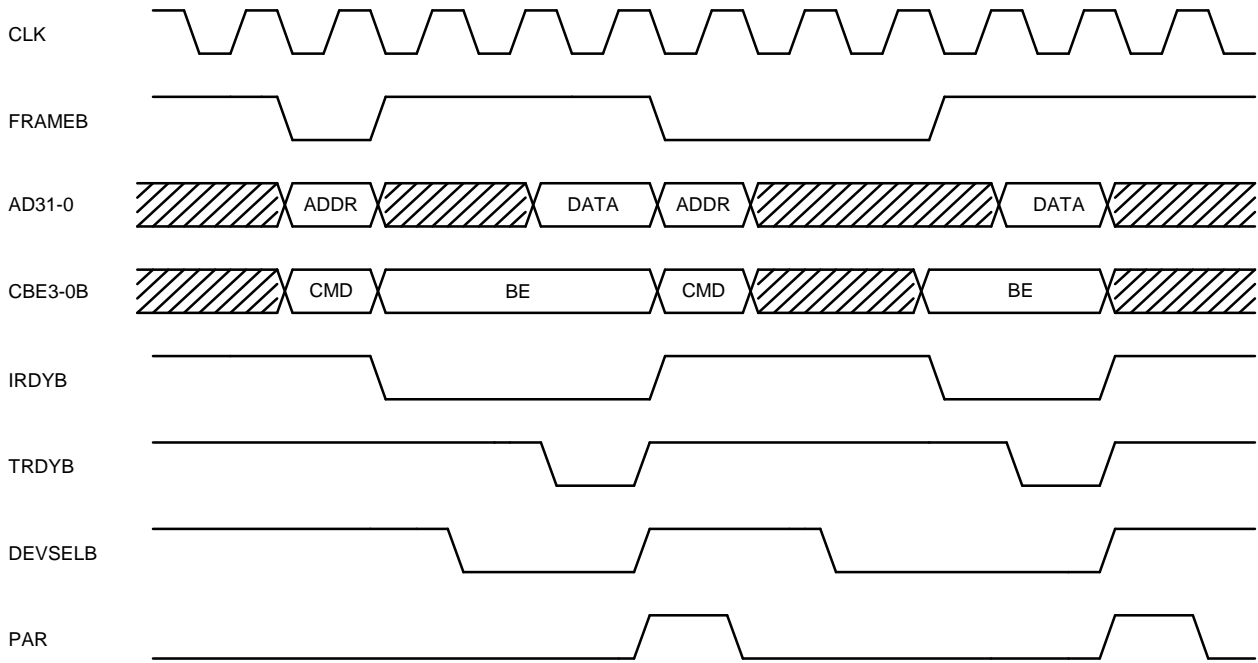 CLK
FRAMEB
AD31-0 ADDR DATA ADDR DATA
CBE3-0B CMD BE CMD BE
IRDYB
TRDYB
DEVSELB
PAR